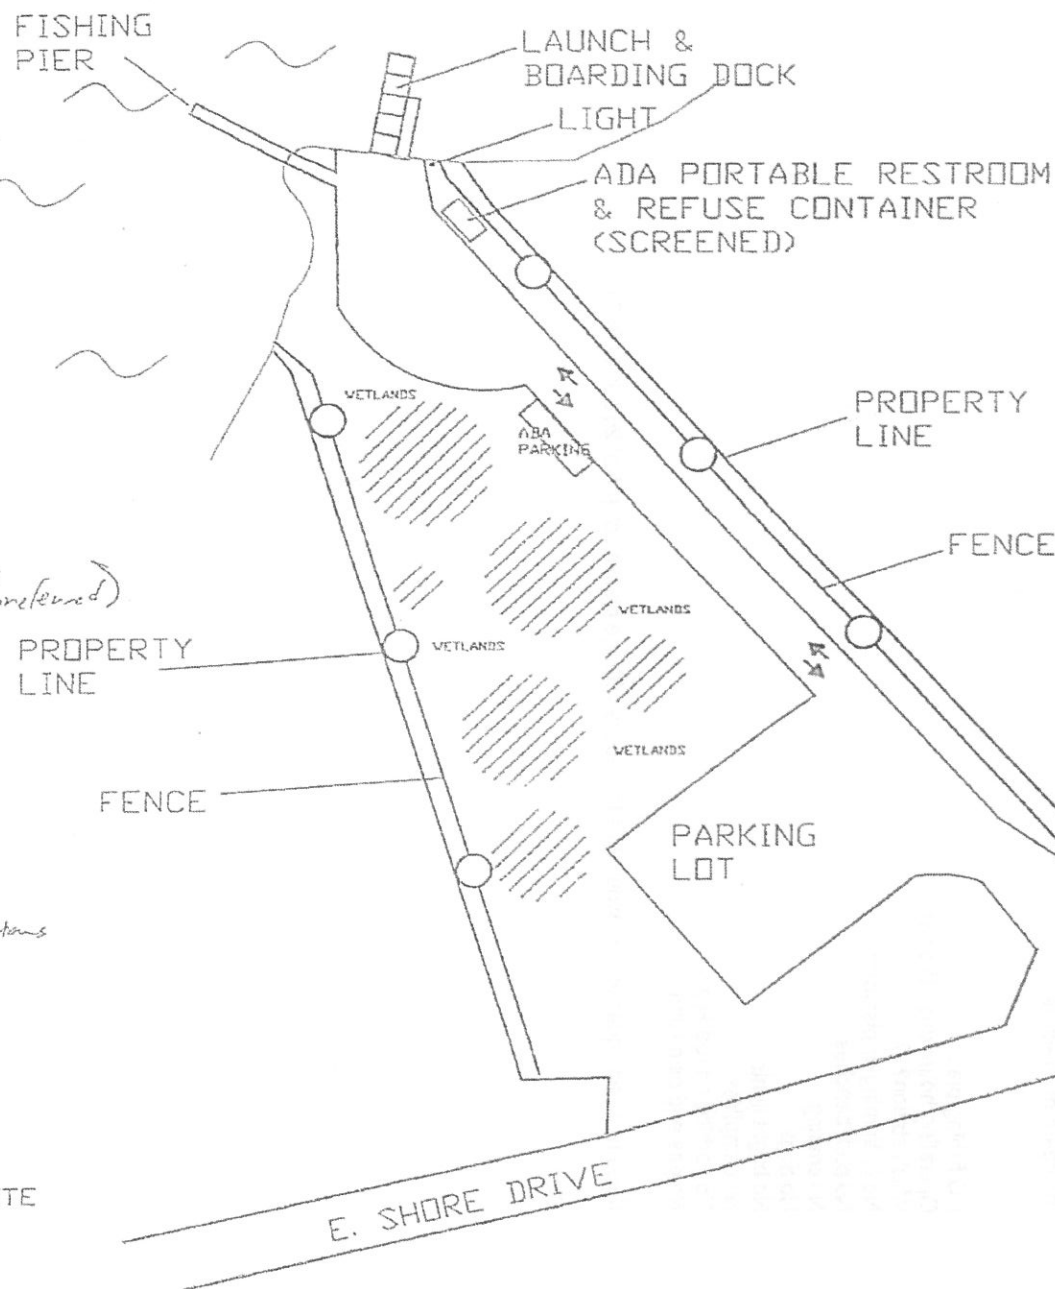 FISHING
PIER
LAUNCH &
BOARDING DOCK
LIGHT
ADA PORTABLE RESTROOM
& REFUSE CONTAINER
(SCREENED)
WETLANDS
ABA
PARKING
PROPERTY
LINE
FENCE
WETLANDS
PROPERTY
LINE
WETLANDS
WETLANDS
FENCE
PARKING
LOT
TE
E. SHORE DRIVE